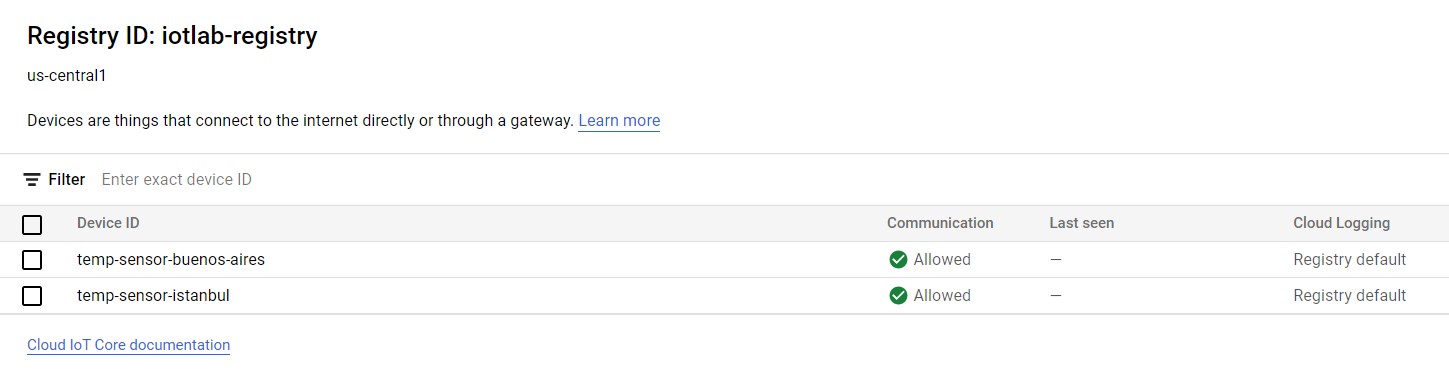 Registry ID: iotlab-registry
us-central1
Devices are things that connect to the internet directly or through a gateway. Learn more
Filter Enter exact device ID
Device ID Communication Last seen Cloud Logging
temp-sensor-buenos-aires Allowed — Registry default
temp-sensor-istanbul Allowed — Registry default
Cloud IoT Core documentation